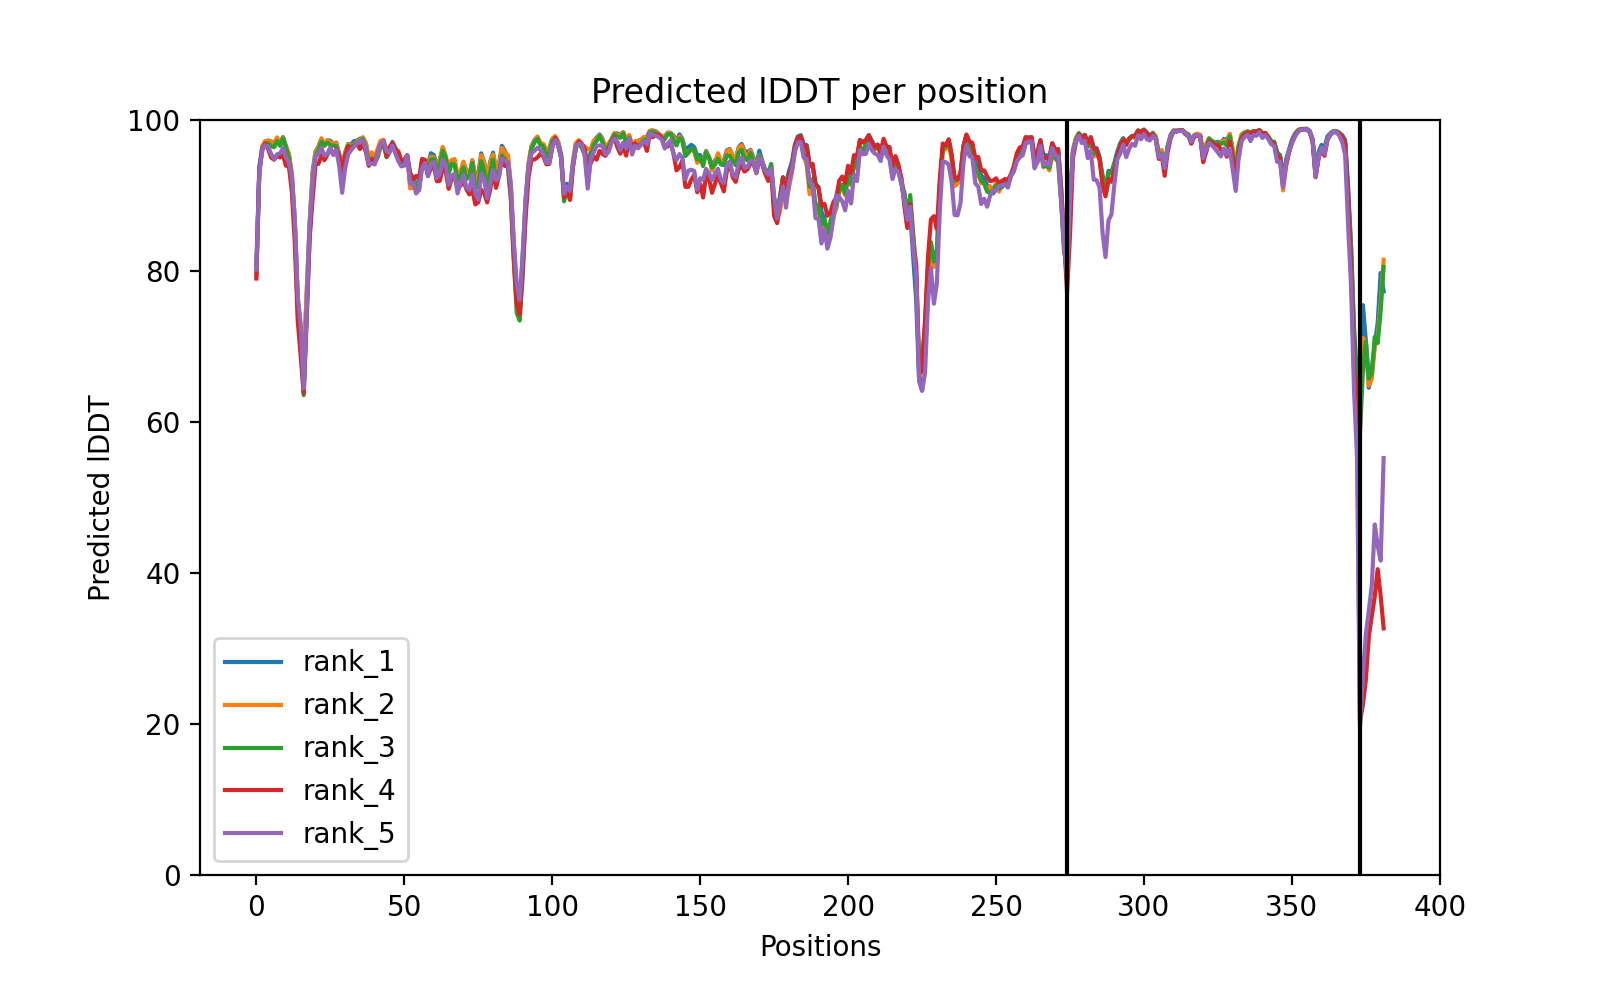 Predicted lDDT per position
100
80
60
40
20
0
Predicted lDDT
rank_1
rank_2
rank_3
rank_4
rank_5
0 50 100 150 200 250 300 350 400
Positions